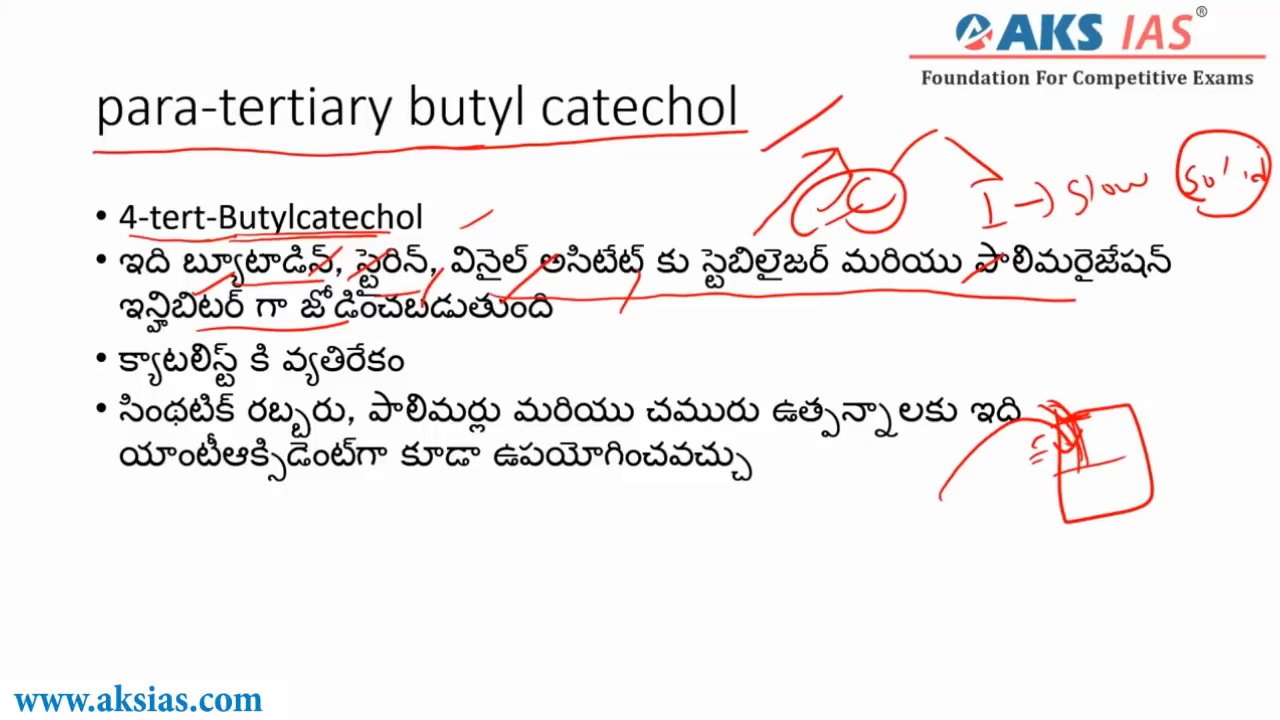 AKS IAS®
Foundation For Competitive Exams
para-tertiary butyl catechol
• 4-tert-Butylcatechol
• ఇది బ్యూటాడిన్, స్టైరిన్, వినైల్ అసిటేట్ కు స్టెబిలైజర్ మరియు పాలిమరైజేషన్
ఇన్హిబిటర్ గా జోడించబడుతుంది
• క్యాటలిస్ట్ కి వ్యతిరేకం
• సింథటిక్ రబ్బరు, పాలిమర్లు మరియు చమురు ఉత్పన్నాలకు ఇది
యాంటీఆక్సిడెంట్‌గా కూడా ఉపయోగించవచ్చు
C
I → Slow
Solid
www.aksias.com